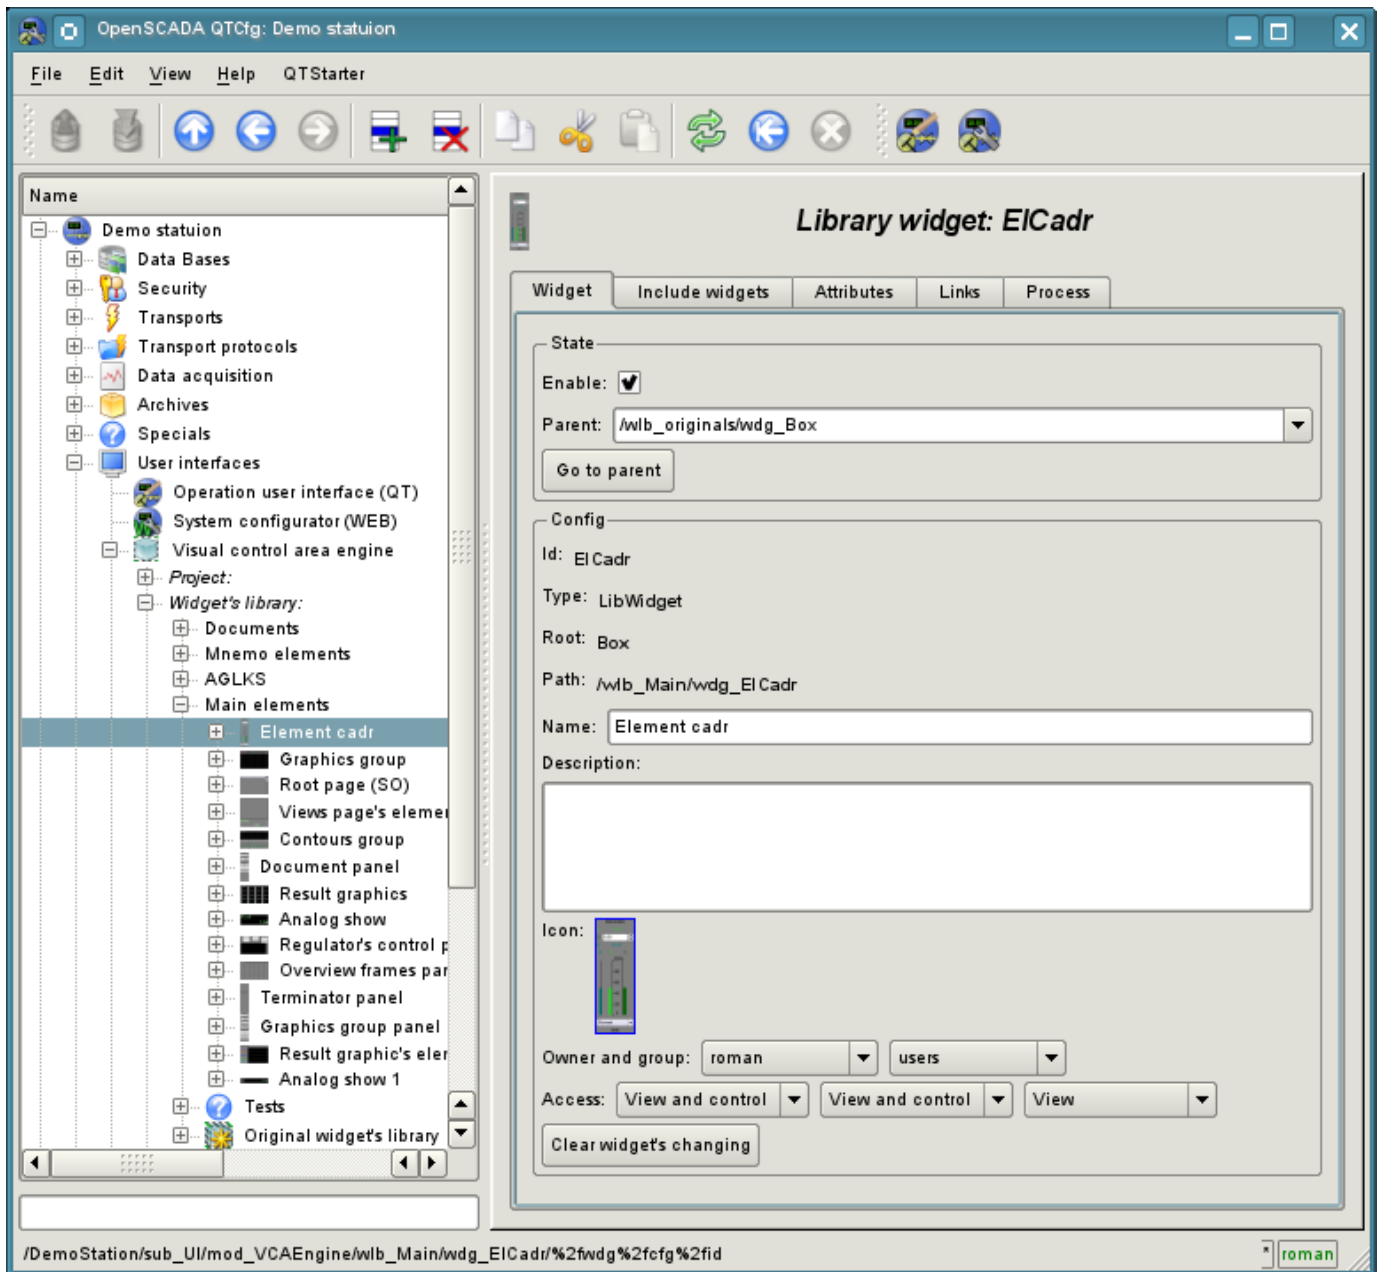 OpenSCADA QTCfg: Demo statuion
File Edit View Help QTStarter
Name
Demo statuion
Data Bases
Security
Transports
Transport protocols
Data acquisition
Archives
Specials
User interfaces
Operation user interface (QT)
System configurator (WEB)
Visual control area engine
Project:
Widget's library:
Documents
Mnemo elements
AGLKS
Main elements
Element cadr
Graphics group
Root page (SO)
Views page's elemer
Contours group
Document panel
Result graphics
Analog show
Regulator's control p
Overview frames par
Terminator panel
Graphics group panel
Result graphic's eler
Analog show 1
Tests
Original widget's library
Library widget: ElCadr
Widget Include widgets Attributes Links Process
State
Enable:
Parent: /wlb_originals/wdg_Box
Go to parent
Config
Id: ElCadr
Type: LibWidget
Root: Box
Path: /wlb_Main/wdg_ElCadr
Name: Element cadr
Description:
Icon:
Owner and group: roman users
Access: View and control View and control View
Clear widget's changing
/DemoStation/sub_UI/mod_VCAEngine/wlb_Main/wdg_ElCadr/%2fwdg%2fcfg%2fid
* roman